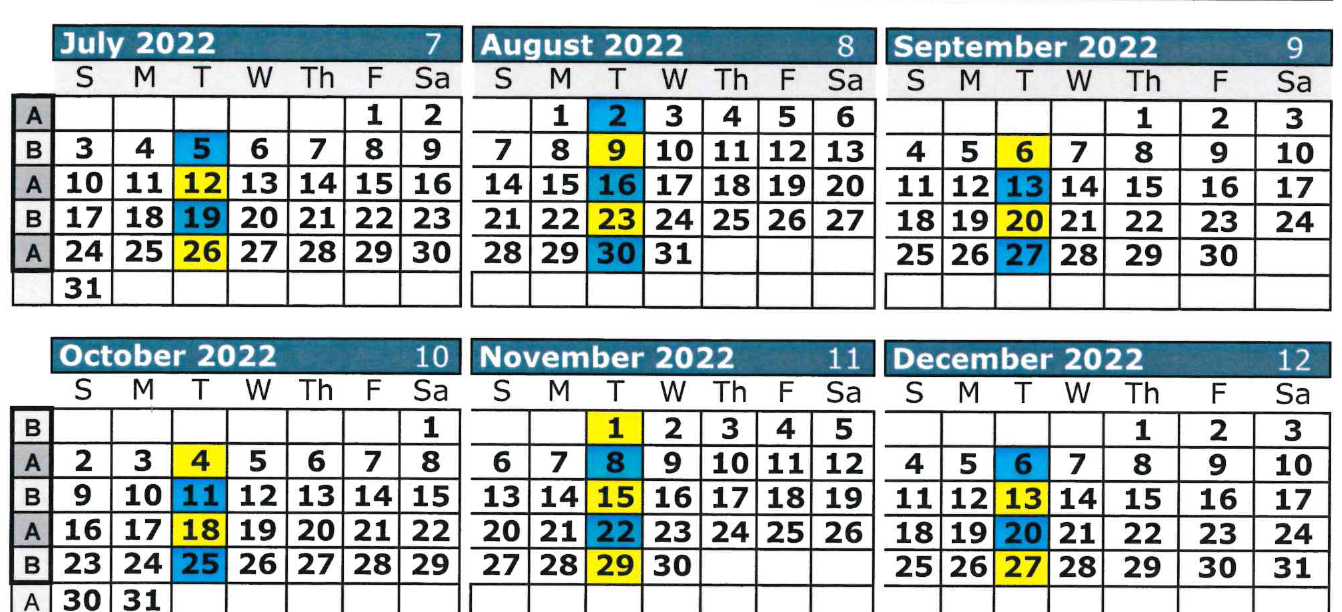 July 2022 7 August 2022 8 September 2022 9
S M T W Th F Sa S M T W Th F Sa S M T W Th F Sa
A 1 2 1 2 3 4 5 6 1 2 3
B 3 4 5 6 7 8 9 7 8 9 10 11 12 13 4 5 6 7 8 9 10
A 10 11 12 13 14 15 16 14 15 16 17 18 19 20 11 12 13 14 15 16 17
B 17 18 19 20 21 22 23 21 22 23 24 25 26 27 18 19 20 21 22 23 24
A 24 25 26 27 28 29 30 28 29 30 31 25 26 27 28 29 30
31
October 2022 10 November 2022 11 December 2022 12
S M T W Th F Sa S M T W Th F Sa S M T W Th F Sa
B 1 1 2 3 4 5 1 2 3
A 2 3 4 5 6 7 8 6 7 8 9 10 11 12 4 5 6 7 8 9 10
B 9 10 11 12 13 14 15 13 14 15 16 17 18 19 11 12 13 14 15 16 17
A 16 17 18 19 20 21 22 20 21 22 23 24 25 26 18 19 20 21 22 23 24
B 23 24 25 26 27 28 29 27 28 29 30 25 26 27 28 29 30 31
A 30 31